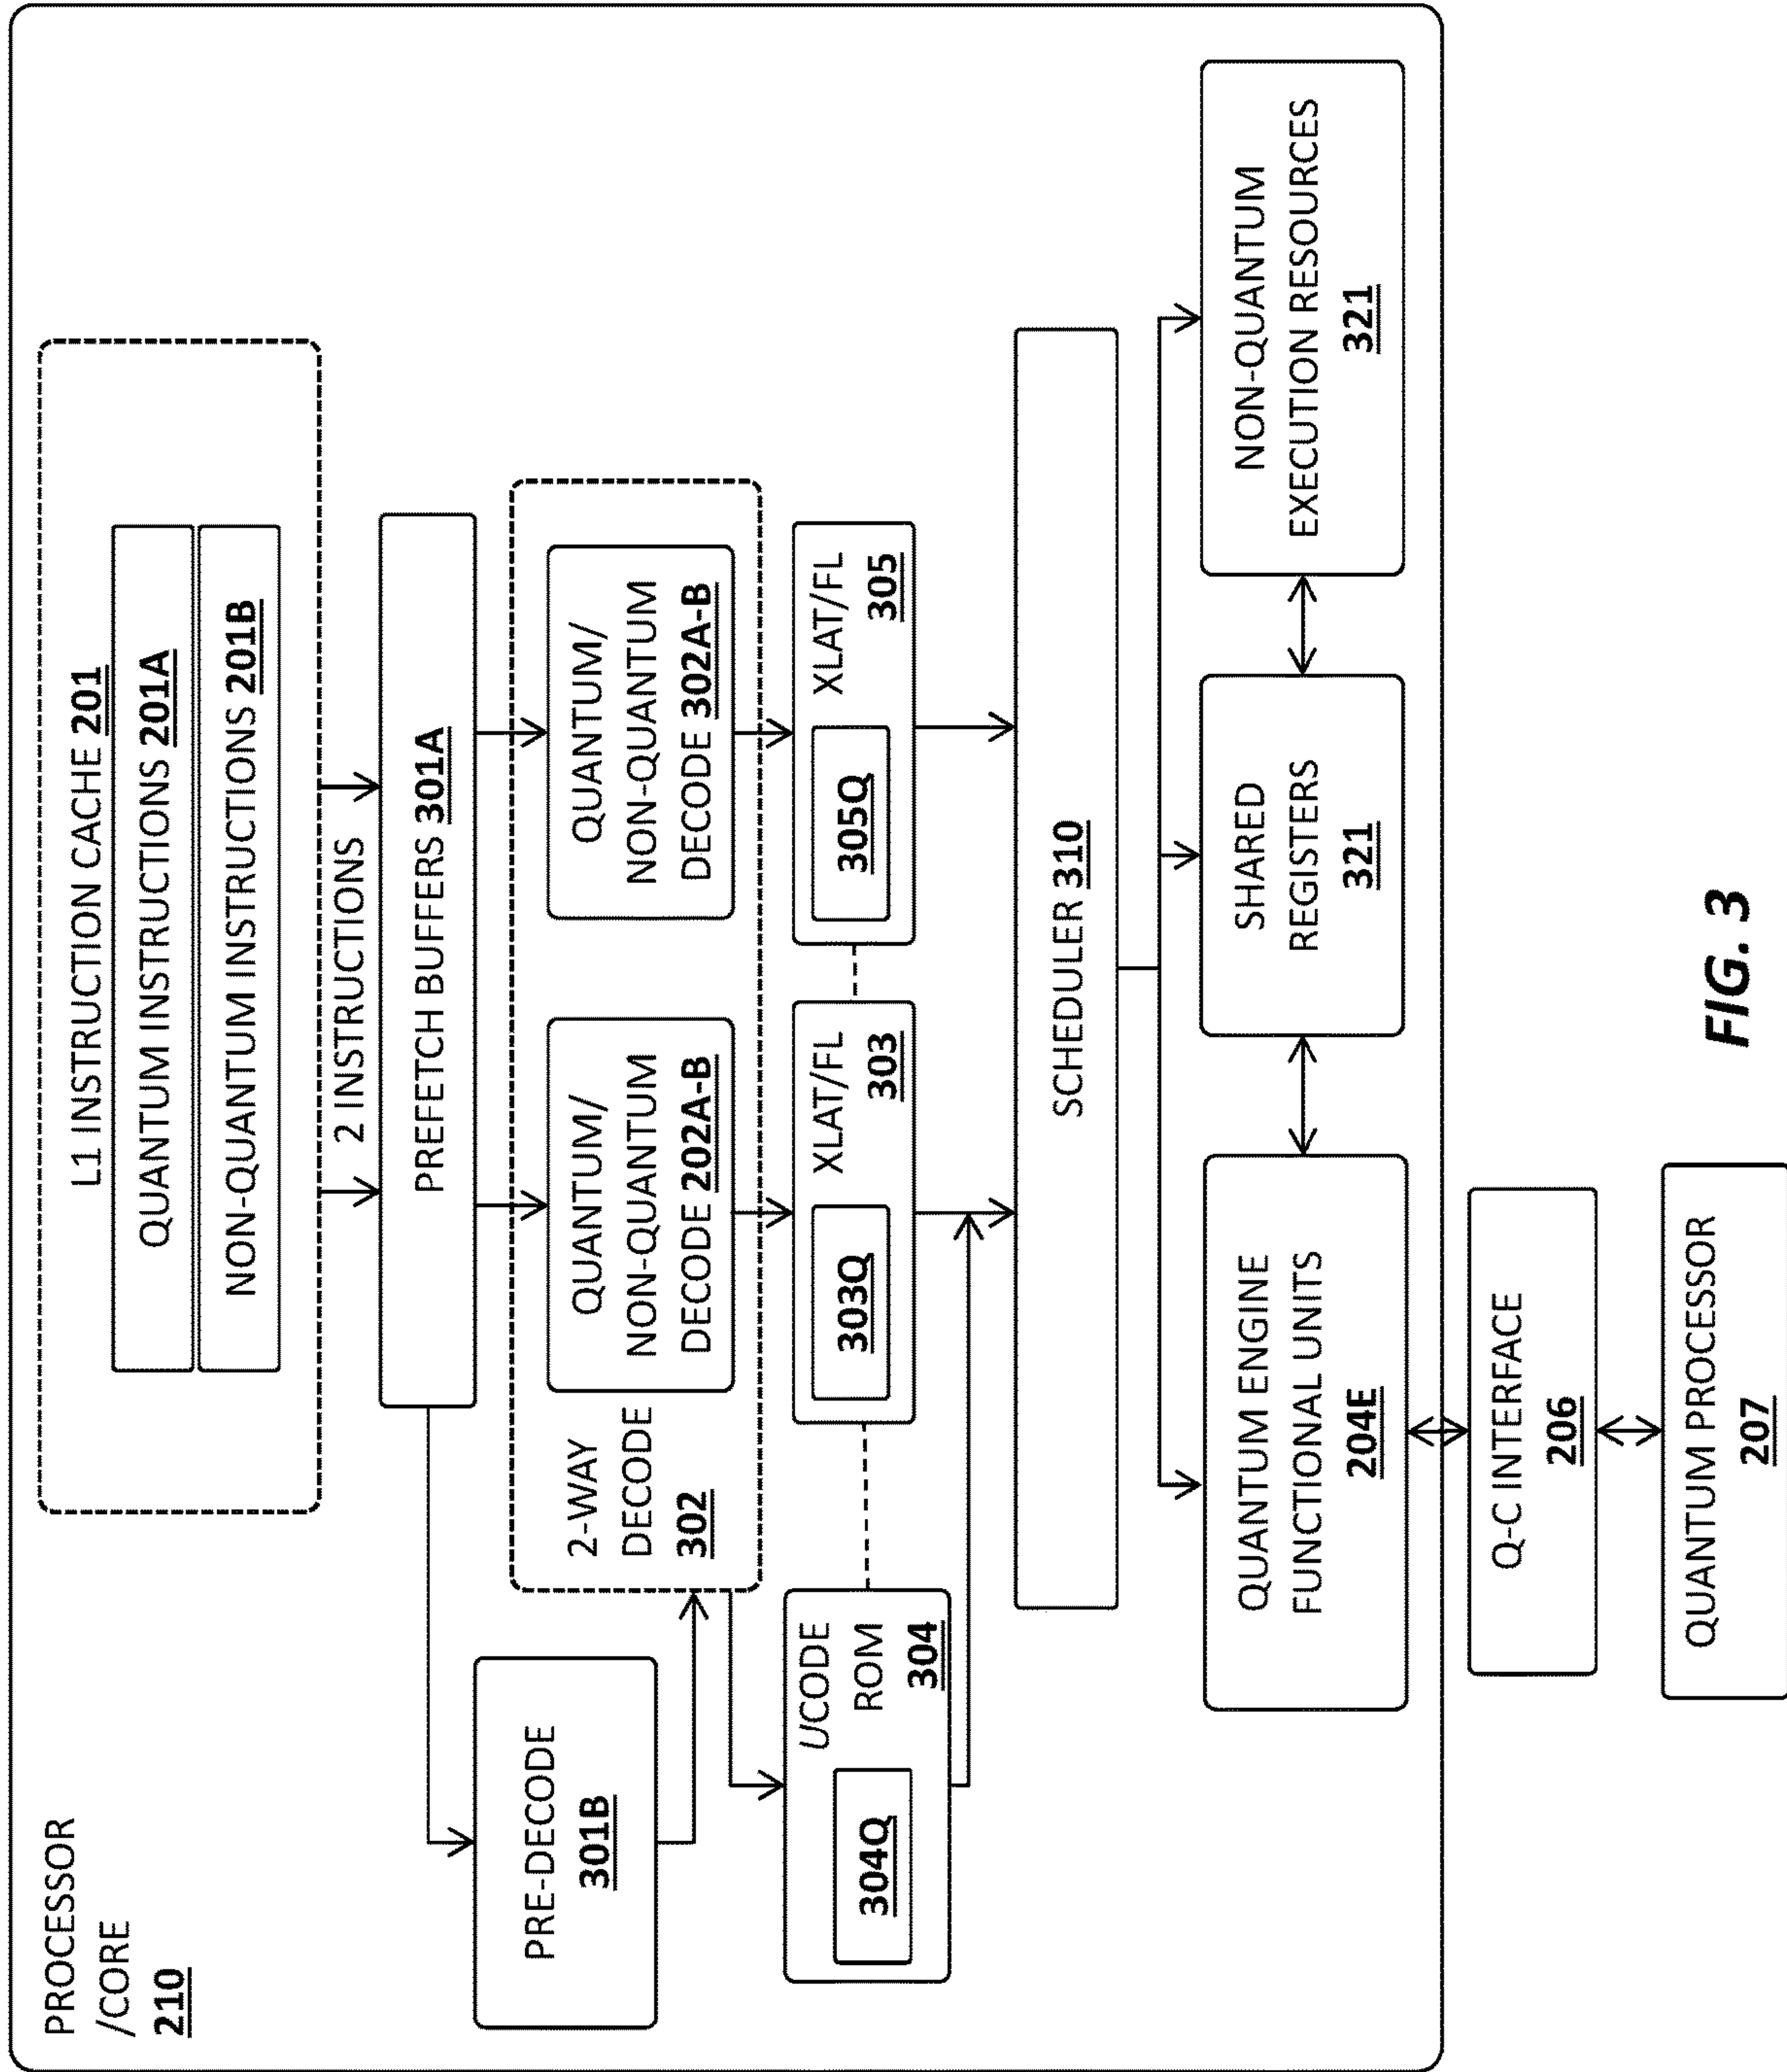 PROCESSOR
/CORE
210
L1 INSTRUCTION CACHE 201
QUANTUM INSTRUCTIONS 201A
NON-QUANTUM INSTRUCTIONS 201B
2 INSTRUCTIONS
PREFETCH BUFFERS 301A
PRE-DECODE
301B
2-WAY
DECODE
302
QUANTUM/
NON-QUANTUM
DECODE 202A-B
QUANTUM/
NON-QUANTUM
DECODE 302A-B
UCODE
ROM
304
304Q
XLAT/FL
303
303Q
XLAT/FL
305
305Q
SCHEDULER 310
QUANTUM ENGINE
FUNCTIONAL UNITS
204E
SHARED
REGISTERS
321
NON-QUANTUM
EXECUTION RESOURCES
321
Q-C INTERFACE
206
QUANTUM PROCESSOR
207
FIG. 3